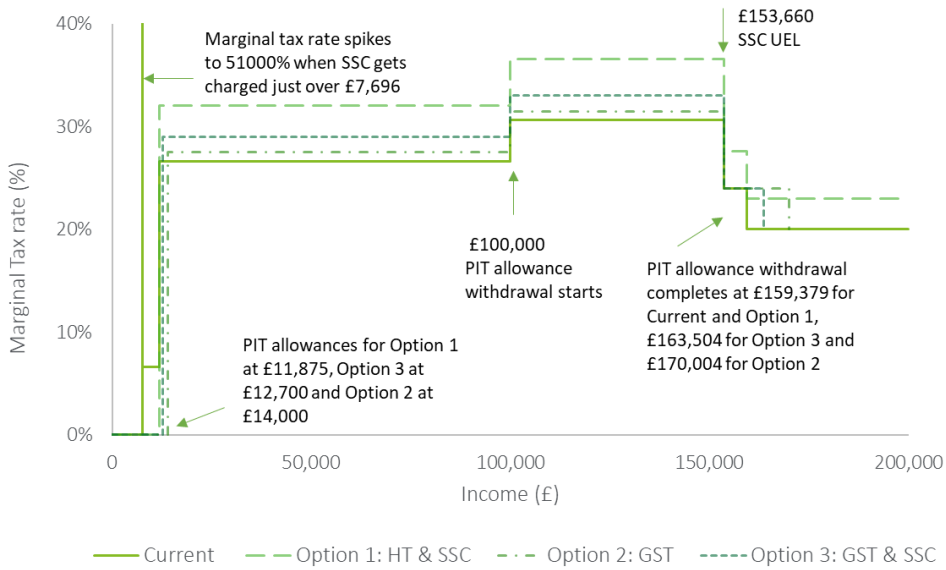 40%
30%
20%
10%
0%
Marginal Tax rate (%)
Marginal tax rate spikes
to 51000% when SSC gets
charged just over £7,696
£153,660
SSC UEL
£100,000
PIT allowance
withdrawal starts
PIT allowance withdrawal
completes at £159,379 for
Current and Option 1,
£163,504 for Option 3 and
£170,004 for Option 2
PIT allowances for Option 1
at £11,875, Option 3 at
£12,700 and Option 2 at
£14,000
0
50,000
100,000
150,000
200,000
Income (£)
Current
Option 1: HT & SSC
Option 2: GST
Option 3: GST & SSC